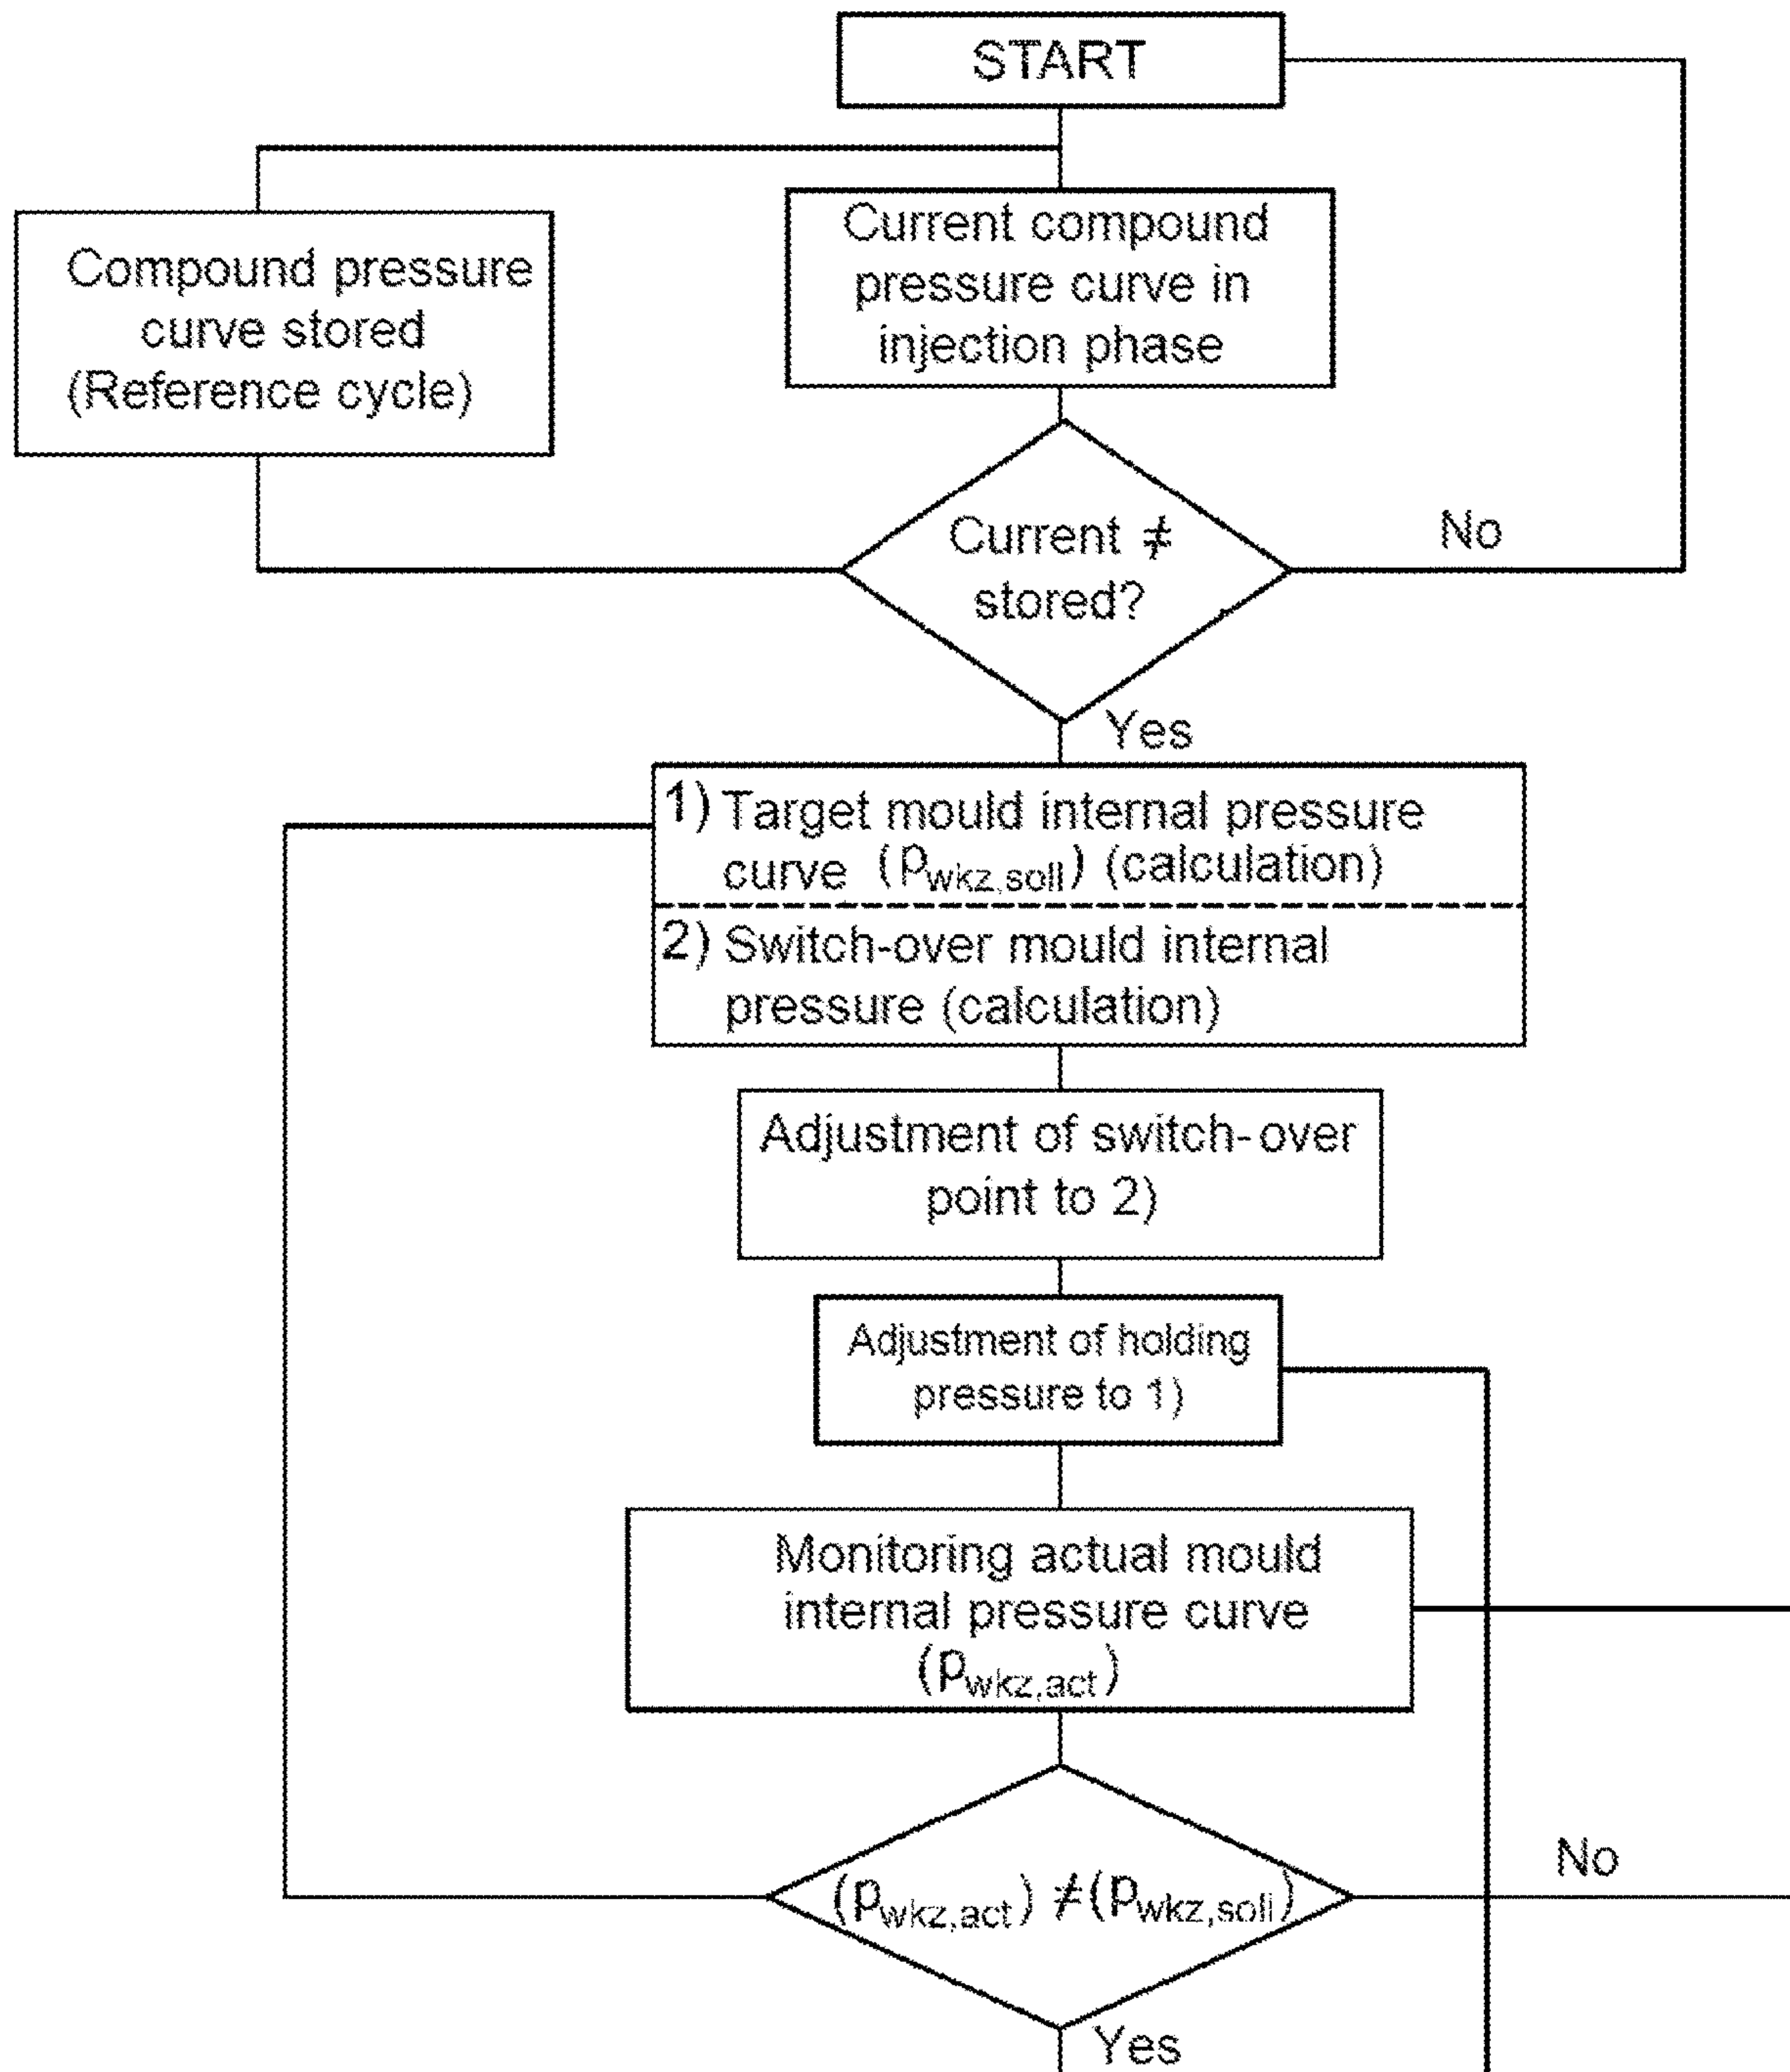 START
Compound pressure
curve stored
(Reference cycle)
Current compound
pressure curve in
injection phase
Current ≠
stored?
No
Yes
1) Target mould internal pressure
curve (pwkz,soll) (calculation)
2) Switch-over mould internal
pressure (calculation)
Adjustment of switch-over
point to 2)
Adjustment of holding
pressure to 1)
Monitoring actual mould
internal pressure curve
(pwkz,act)
(pwkz,act) ≠ (pwkz,soll)
No
Yes